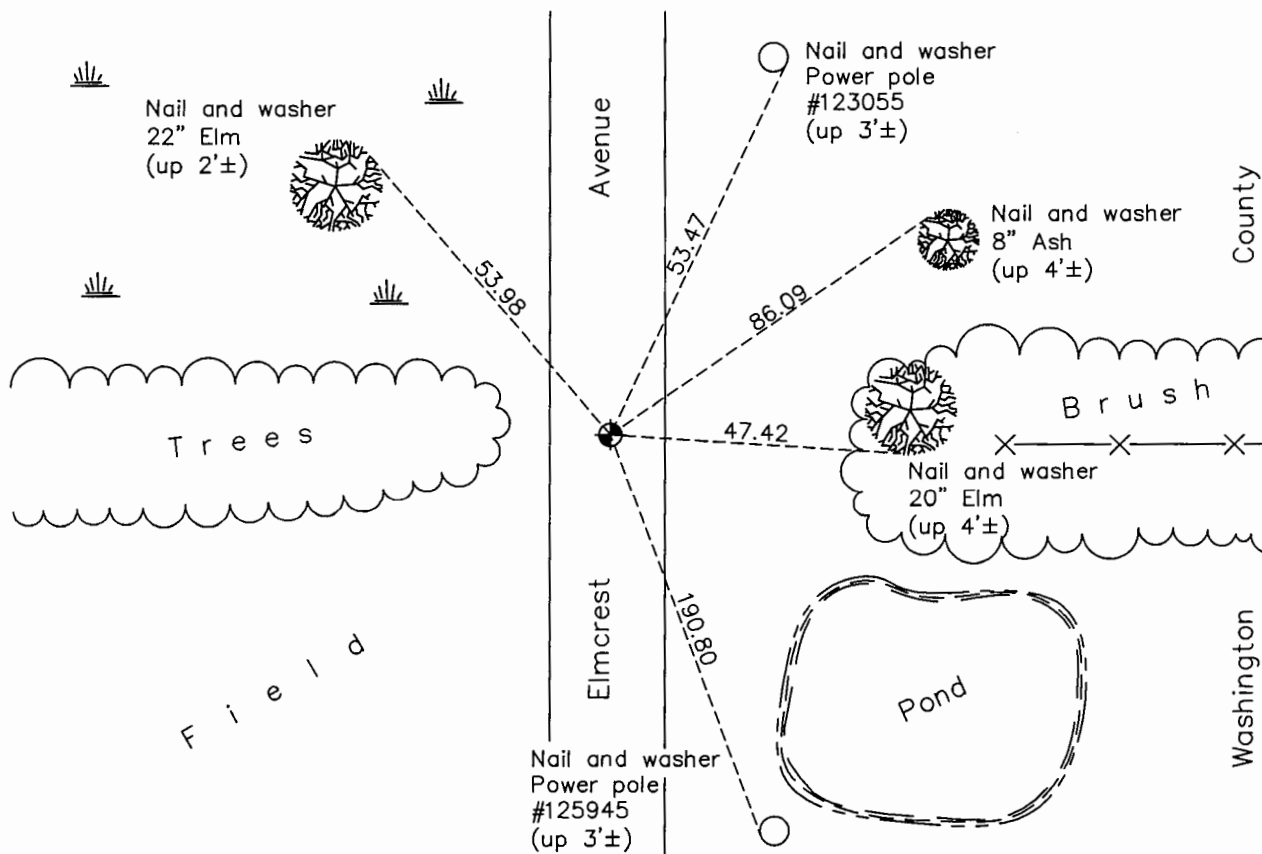 Nail and washer
22" Elm
(up 2'±)
Nail and washer
Power pole
#123055
(up 3'±)
Avenue
County
Nail and washer
8" Ash
(up 4'±)
53.98
53.47
86.09
Trees
Brush
47.42
Nail and washer
20" Elm
(up 4'±)
Elmcrest
190.80
Field
Pond
Washington
Nail and washer
Power pole
#125945
(up 3'±)